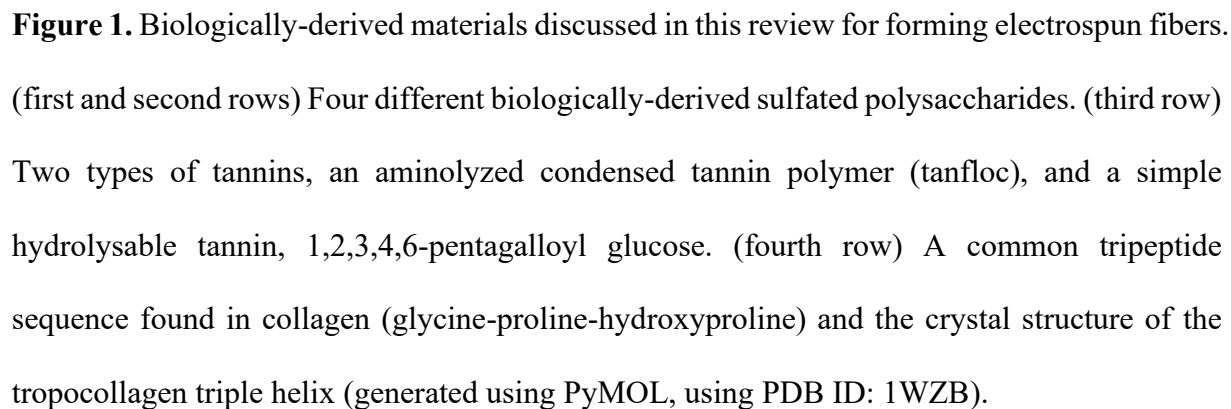 Figure 1. Biologically-derived materials discussed in this review for forming electrospun fibers.
(first and second rows) Four different biologically-derived sulfated polysaccharides. (third row)
Two types of tannins, an aminolyzed condensed tannin polymer (tanfloc), and a simple
hydrolysable tannin, 1,2,3,4,6-pentagalloyl glucose. (fourth row) A common tripeptide
sequence found in collagen (glycine-proline-hydroxyproline) and the crystal structure of the
tropocollagen triple helix (generated using PyMOL, using PDB ID: 1WZB).